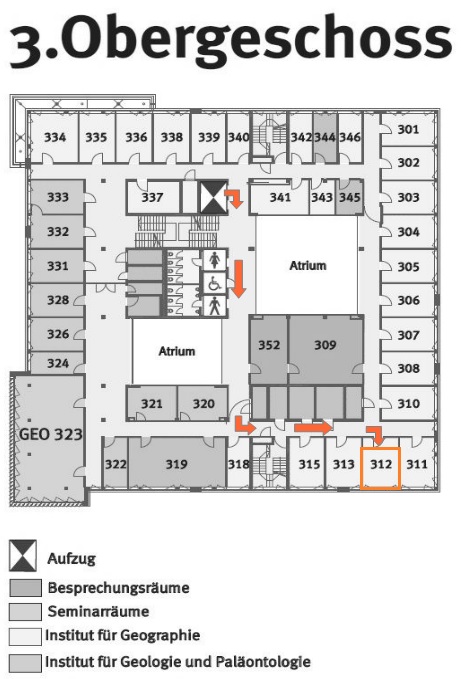 3.Obergeschoss
334 335 336 338 339 340 342 344 346 301
302
333 337 341 343 345 303
332 304
331 Atrium 305
328 306
326 352 309 307
324 Atrium 308
321 320 310
GEO 323
322 319 318 315 313 312 311
Aufzug
Besprechungsräume
Seminarräume
Institut für Geographie
Institut für Geologie und Paläontologie